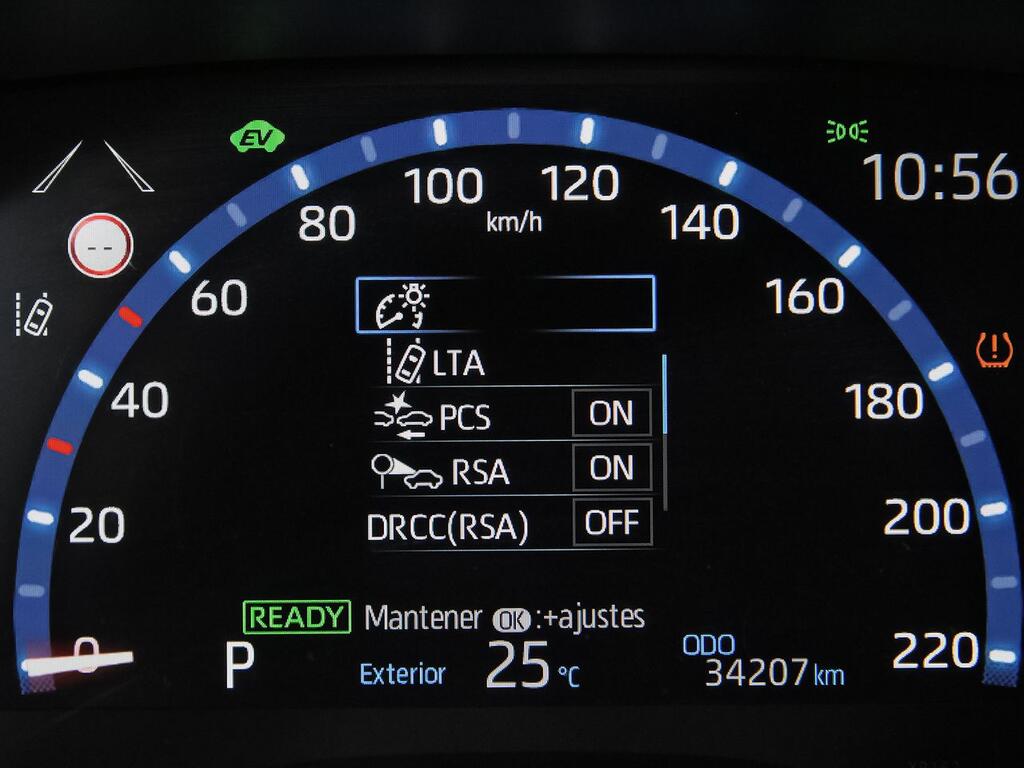 EV
10:56
100
120
km/h
80
140
--
60
160
LTA
40
180
PCS ON
RSA ON
20
200
DRCC(RSA) OFF
READY Mantener OK:+ajustes
0
220
P
Exterior 25 °C
ODO
34207 km